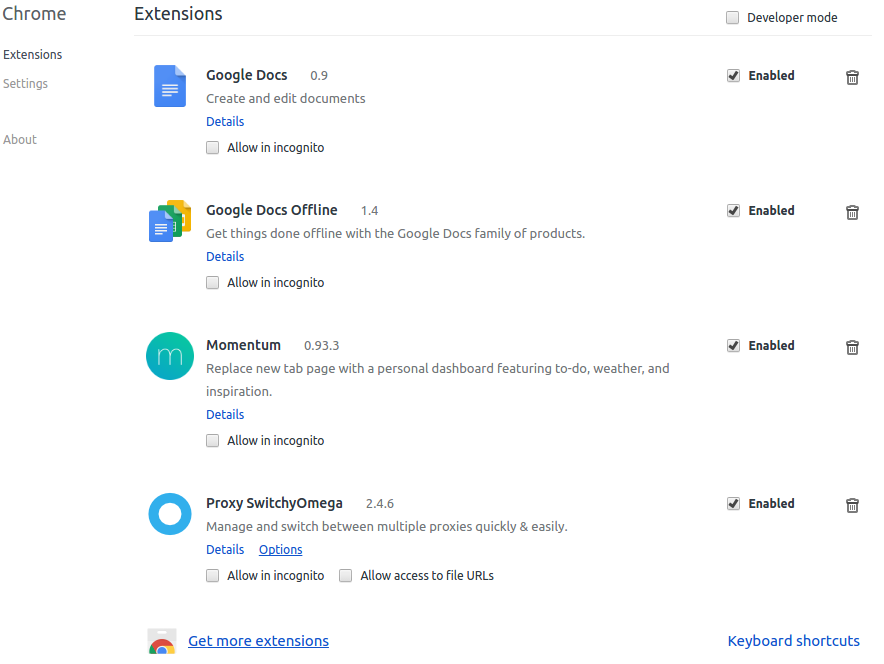 Chrome
Extensions
Settings
About
Extensions
Developer mode
Google Docs 0.9
Enabled
Create and edit documents
Details
Allow in incognito
Google Docs Offline 1.4
Enabled
Get things done offline with the Google Docs family of products.
Details
Allow in incognito
Momentum 0.93.3
Enabled
Replace new tab page with a personal dashboard featuring to-do, weather, and
inspiration.
Details
Allow in incognito
Proxy SwitchyOmega 2.4.6
Enabled
Manage and switch between multiple proxies quickly & easily.
Details Options
Allow in incognito Allow access to file URLs
Get more extensions
Keyboard shortcuts